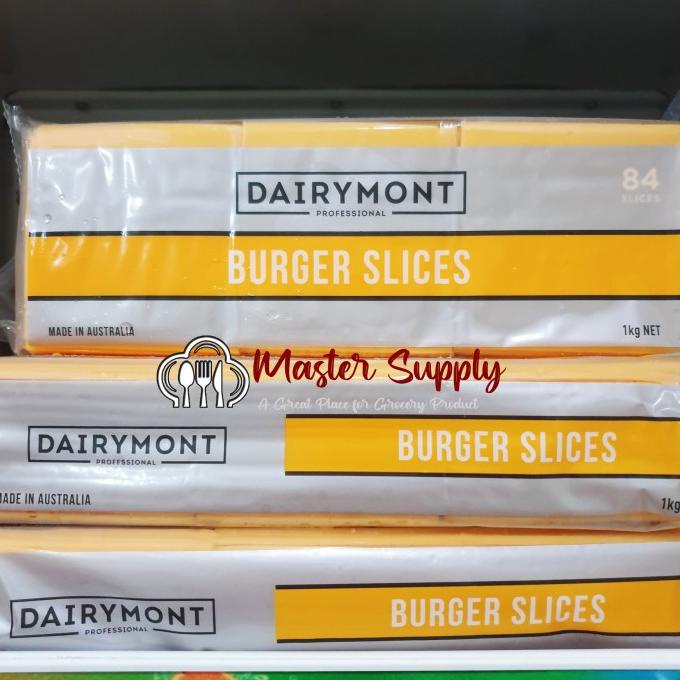 DAIRYMONT
PROFESSIONAL
84
SLICES
BURGER SLICES
MADE IN AUSTRALIA
1kg NET
Master Supply
A Great Place for Grocery Product
DAIRYMONT
PROFESSIONAL
BURGER SLICES
MADE IN AUSTRALIA
1kg
DAIRYMONT
PROFESSIONAL
BURGER SLICES